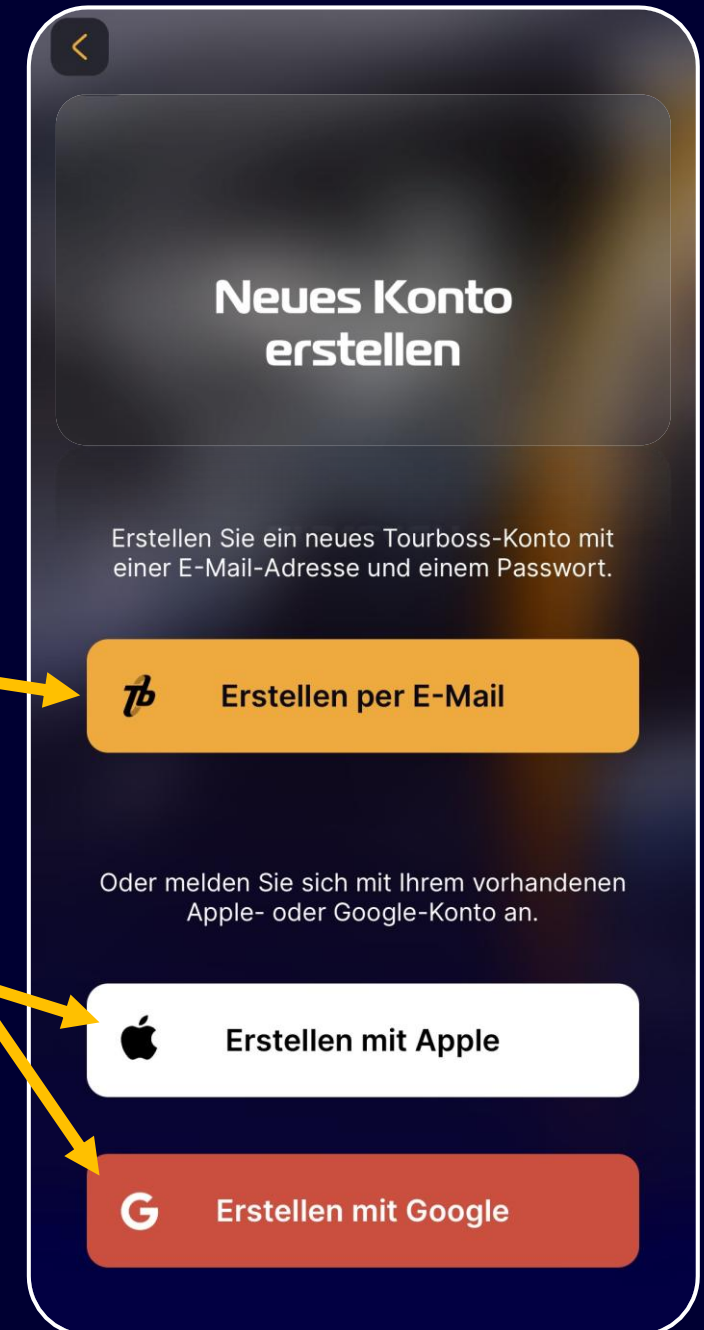 Neues Konto
erstellen
Erstellen Sie ein neues Tourboss-Konto mit
einer E-Mail-Adresse und einem Passwort.
Tb Erstellen per E-Mail
Oder melden Sie sich mit Ihrem vorhandenen
Apple- oder Google-Konto an.
Erstellen mit Apple
G Erstellen mit Google